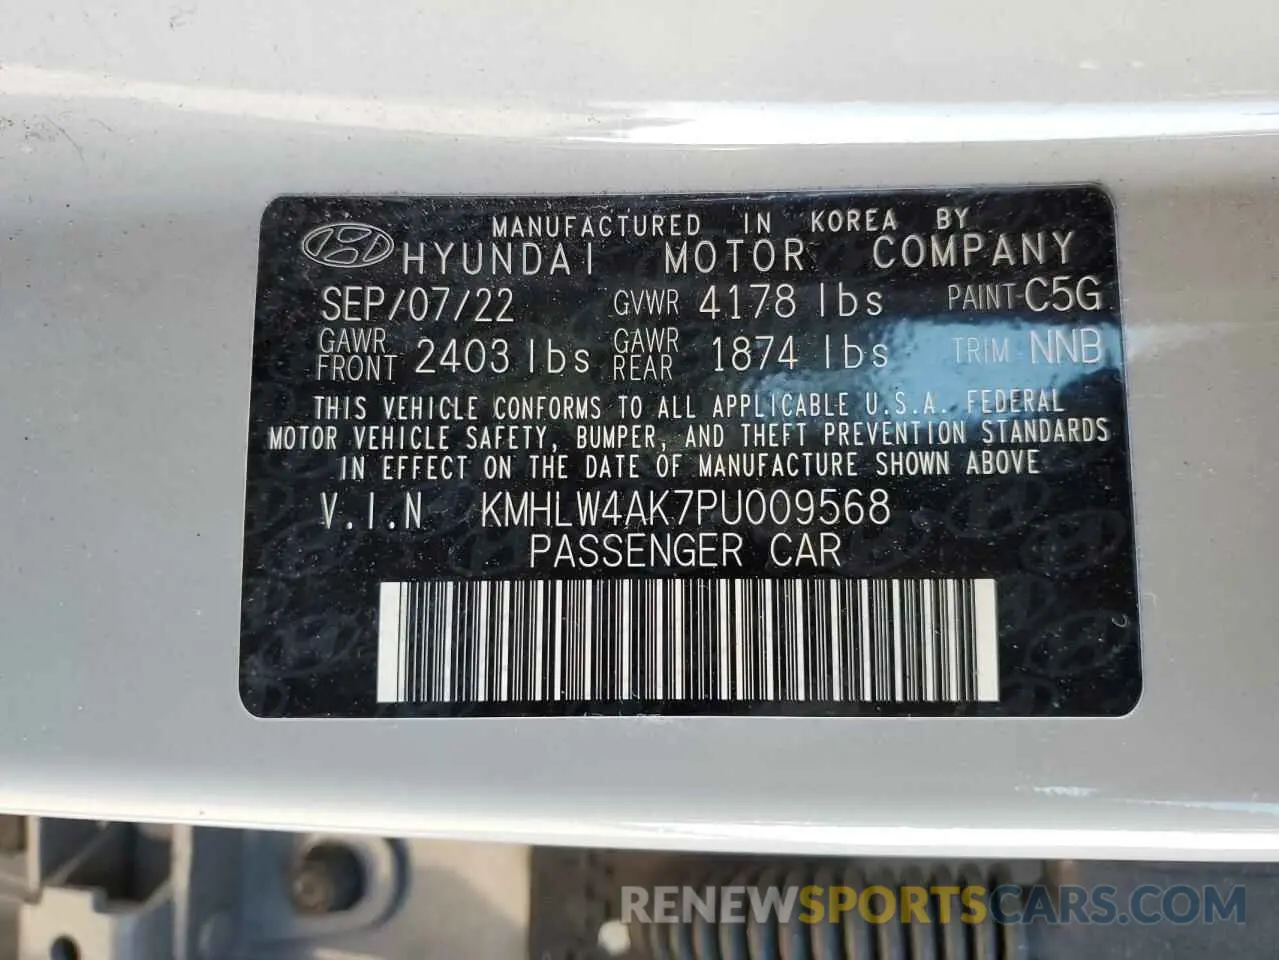 MANUFACTURED IN KOREA BY
HYUNDAI MOTOR COMPANY
SEP/07/22 GVWR 4178 lbs PAINT C5G
GAWR FRONT 2403 lbs GAWR REAR 1874 lbs TRIM NNB
THIS VEHICLE CONFORMS TO ALL APPLICABLE U.S.A. FEDERAL
MOTOR VEHICLE SAFETY, BUMPER, AND THEFT PREVENTION STANDARDS
IN EFFECT ON THE DATE OF MANUFACTURE SHOWN ABOVE
V.I.N KMHLW4AK7PU009568
PASSENGER CAR
RENEWSPORTSCARS.COM